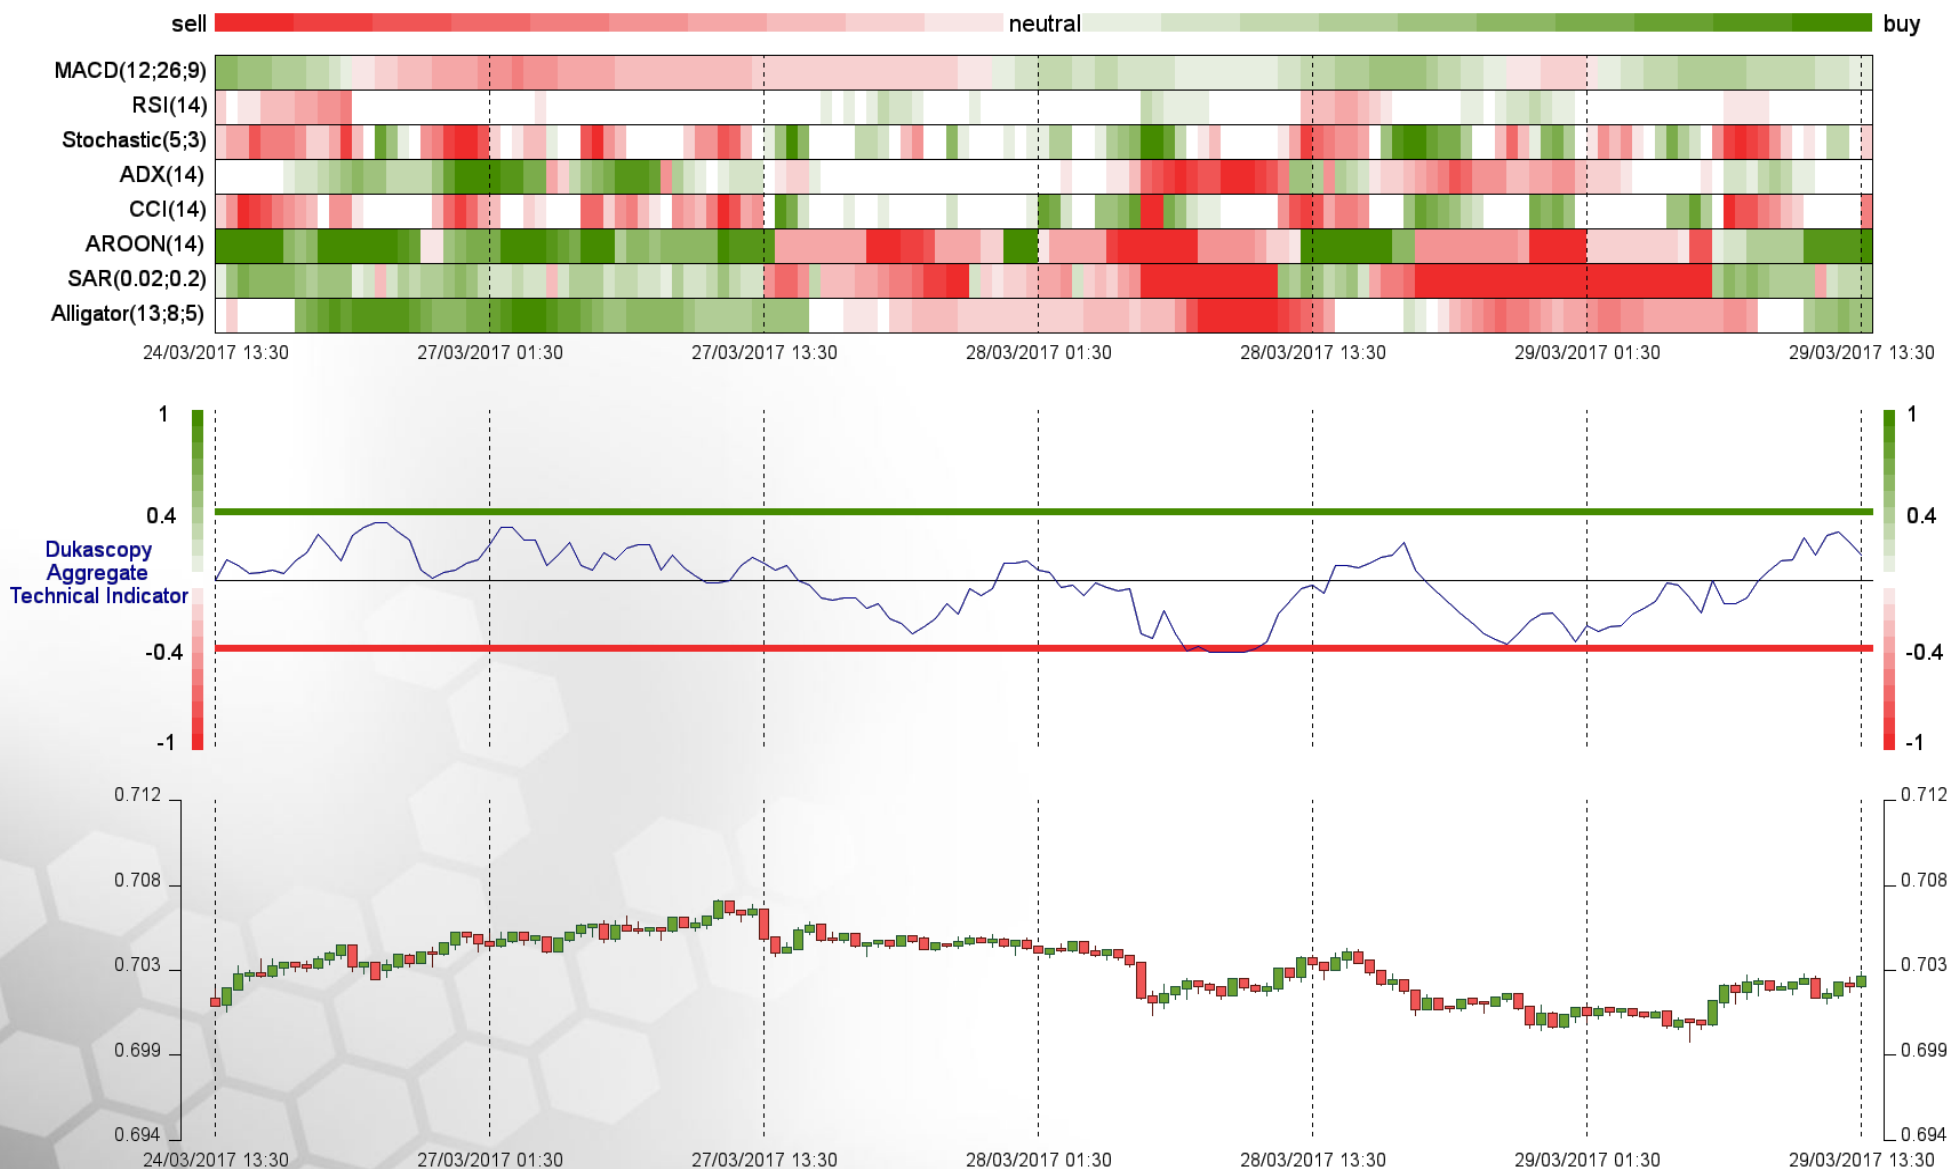 sell neutral buy
MACD(12;26;9)
RSI(14)
Stochastic(5;3)
ADX(14)
CCI(14)
AROON(14)
SAR(0.02;0.2)
Alligator(13;8;5)
24/03/2017 13:30 27/03/2017 01:30 27/03/2017 13:30 28/03/2017 01:30 28/03/2017 13:30 29/03/2017 01:30 29/03/2017 13:30
1 1
0.4 0.4
Dukascopy
Aggregate
Technical Indicator
-0.4 -0.4
-1 -1
0.712 0.712
0.708 0.708
0.703 0.703
0.699 0.699
0.694 0.694
24/03/2017 13:30 27/03/2017 01:30 27/03/2017 13:30 28/03/2017 01:30 28/03/2017 13:30 29/03/2017 01:30 29/03/2017 13:30